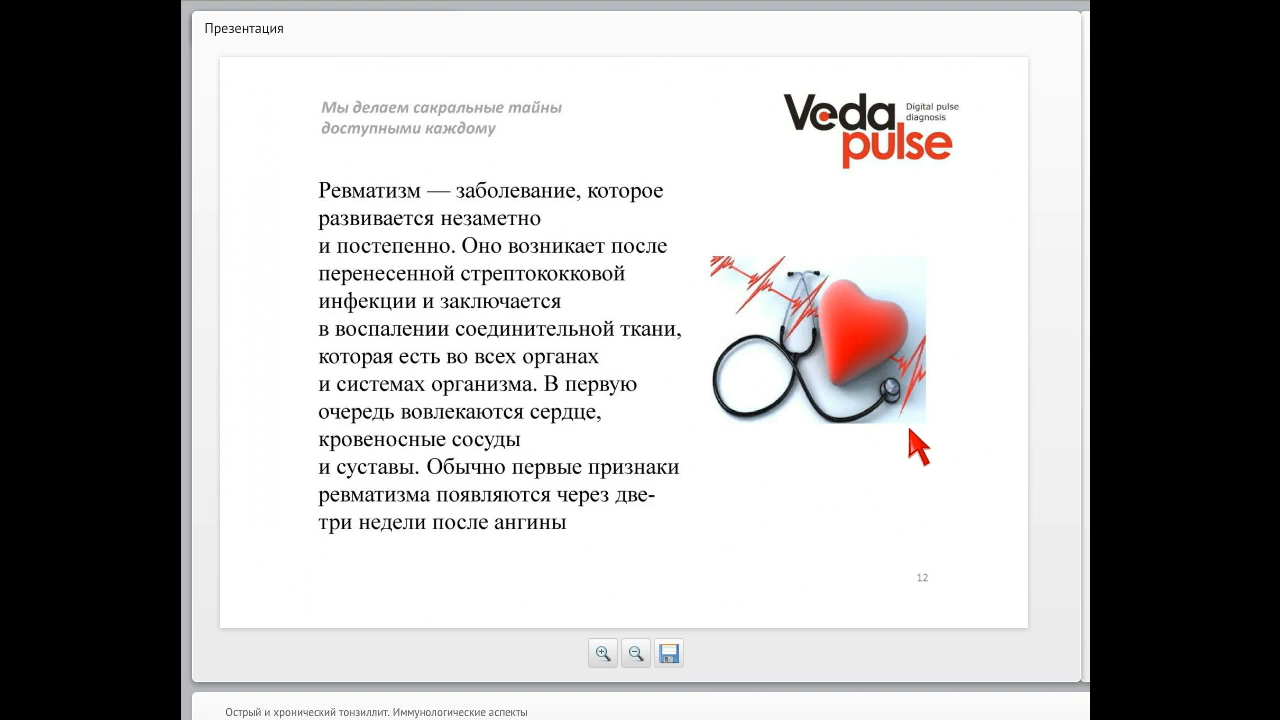 Презентация
Мы делаем сакральные тайны
доступными каждому
Veda
pulse
Digital pulse
diagnosis
Ревматизм — заболевание, которое
развивается незаметно
и постепенно. Оно возникает после
перенесенной стрептококковой
инфекции и заключается
в воспалении соединительной ткани,
которая есть во всех органах
и системах организма. В первую
очередь вовлекаются сердце,
кровеносные сосуды
и суставы. Обычно первые признаки
ревматизма появляются через две-
три недели после ангины
12
Острый и хронический тонзиллит. Иммунологические аспекты